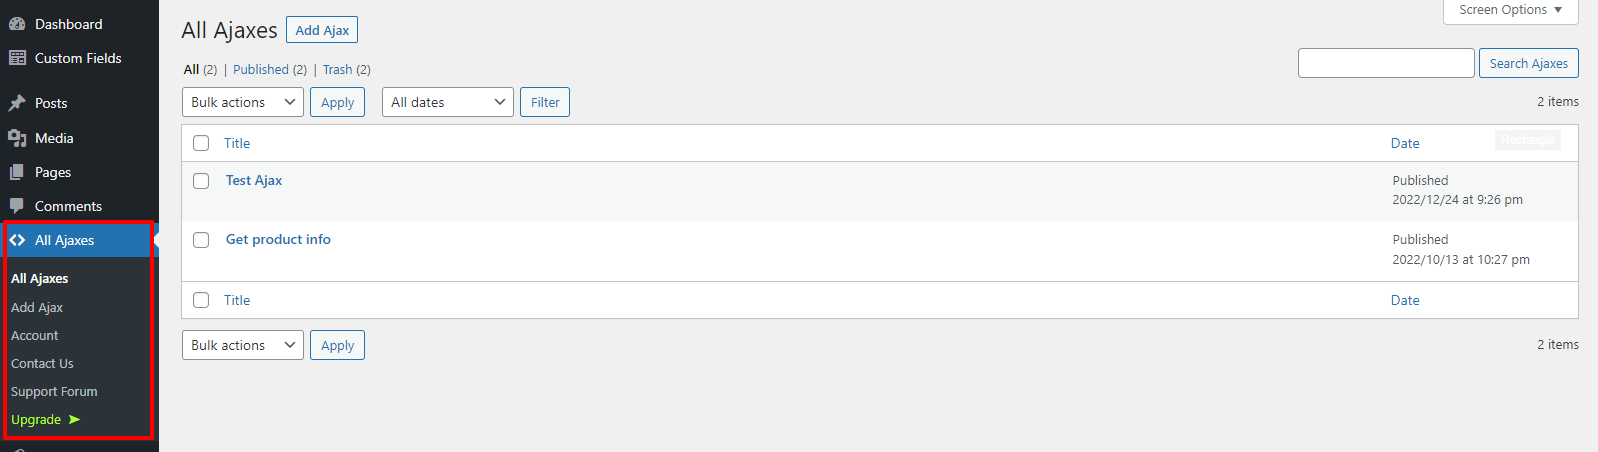 Dashboard
Custom Fields
Posts
Media
Pages
Comments
All Ajaxes
All Ajaxes
Add Ajax
Account
Contact Us
Support Forum
Upgrade ➤
Screen Options ▼
All Ajaxes Add Ajax
All (2) | Published (2) | Trash (2)
Search Ajaxes
Bulk actions Apply All dates Filter
2 items
Title Date Rectangle
Test Ajax Published
2022/12/24 at 9:26 pm
Get product info Published
2022/10/13 at 10:27 pm
Title Date
Bulk actions Apply 2 items